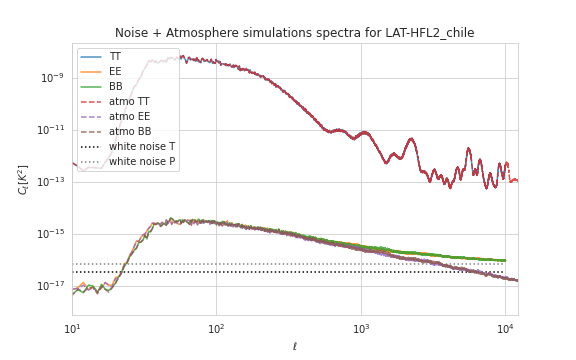 Noise + Atmosphere simulations spectra for LAT-HFL2_chile
TT
EE
BB
atmo TT
atmo EE
atmo BB
white noise T
white noise P
10⁻⁹
10⁻¹¹
10⁻¹³
10⁻¹⁵
10⁻¹⁷
Cℓ[K²]
10¹
10²
10³
10⁴
ℓ